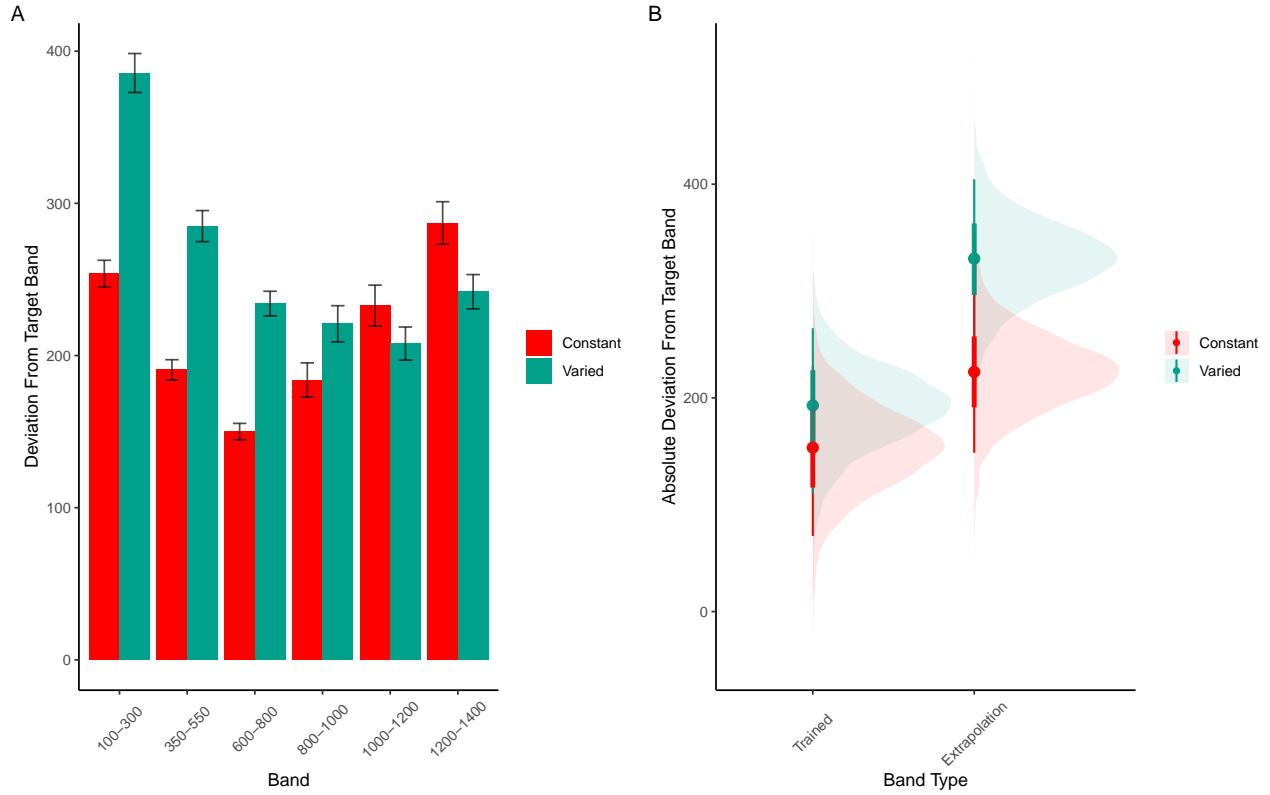 A
Deviation From Target Band
400
300
200
100
0
100–300
350–550
600–800
800–1000
1000–1200
1200–1400
Band
Constant
Varied
B
Absolute Deviation From Target Band
400
200
0
Trained
Extrapolation
Band Type
Constant
Varied